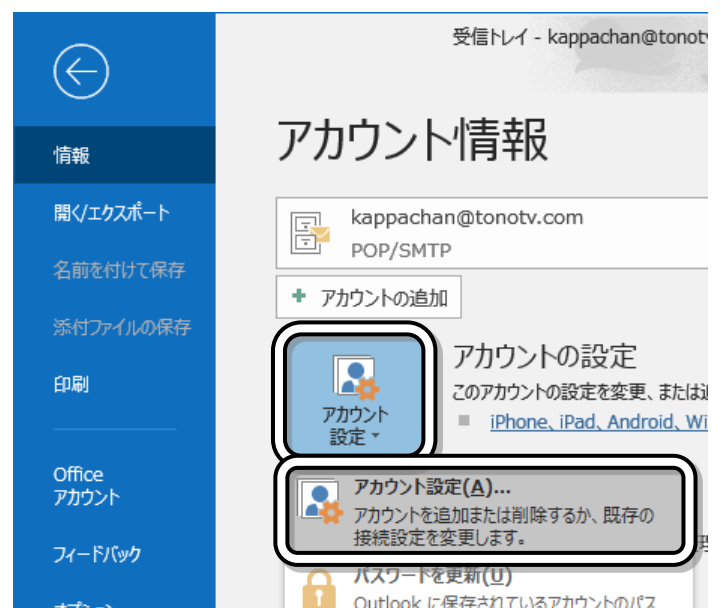 受信トレイ - kappachan@tonotv
アカウント情報
情報
開く/エクスポート
名前を付けて保存
添付ファイルの保存
印刷
Office
アカウント
フィードバック
オプション
kappachan@tonotv.com
POP/SMTP
+ アカウントの追加
アカウント
設定
アカウントの設定
このアカウントの設定を変更、または追
iPhone、iPad、Android、Wi
アカウント設定(A)...
アカウントを追加または削除するか、既存の
接続設定を変更します。
理
パスワードを更新(U)
Outlook に保存されているアカウントのパス